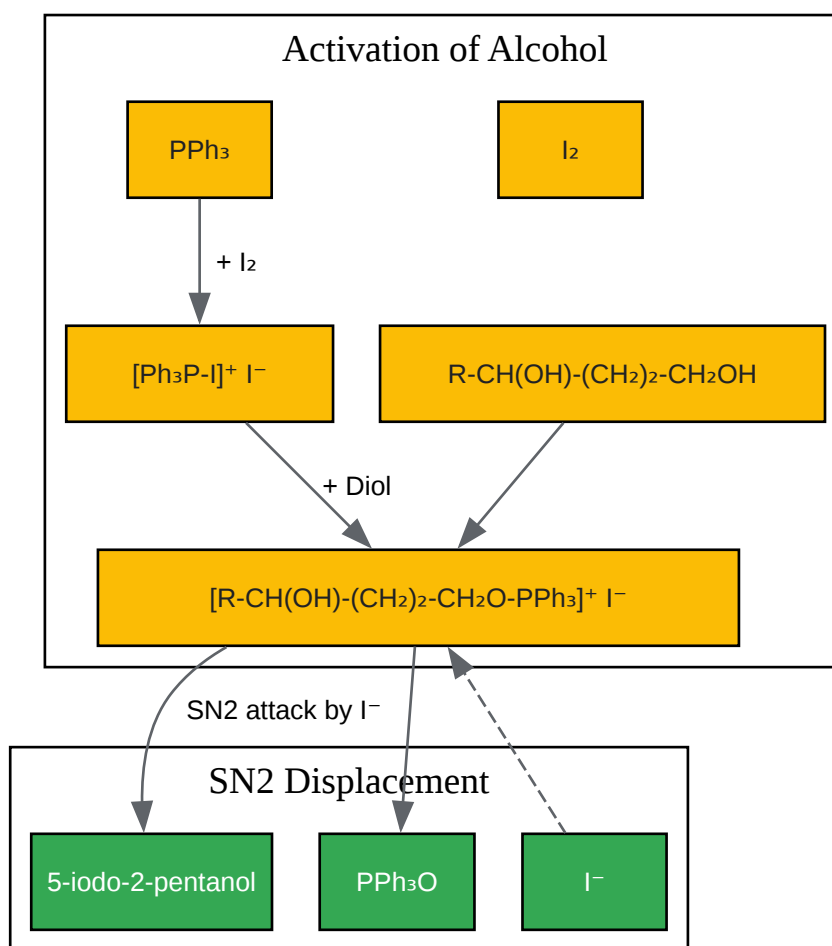 Activation of Alcohol
PPh₃
I₂
+ I₂
[Ph₃P-I]⁺ I⁻
R-CH(OH)-(CH₂)₂-CH₂OH
+ Diol
[R-CH(OH)-(CH₂)₂-CH₂O-PPh₃]⁺ I⁻
SN2 attack by I⁻
SN2 Displacement
5-iodo-2-pentanol
PPh₃O
I⁻